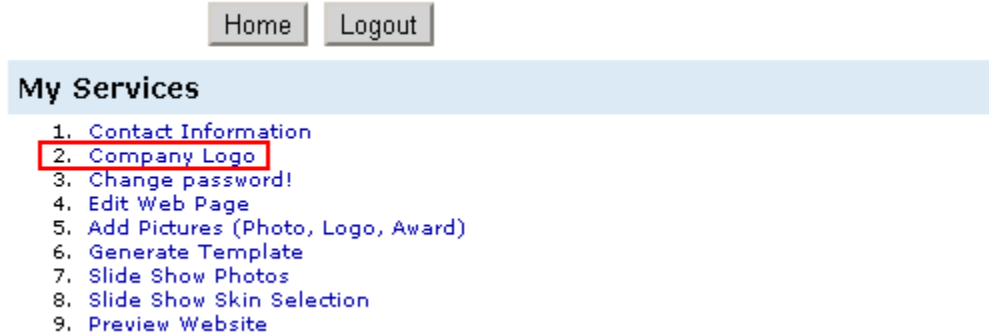 Home Logout
My Services
1. Contact Information
2. Company Logo
3. Change password!
4. Edit Web Page
5. Add Pictures (Photo, Logo, Award)
6. Generate Template
7. Slide Show Photos
8. Slide Show Skin Selection
9. Preview Website